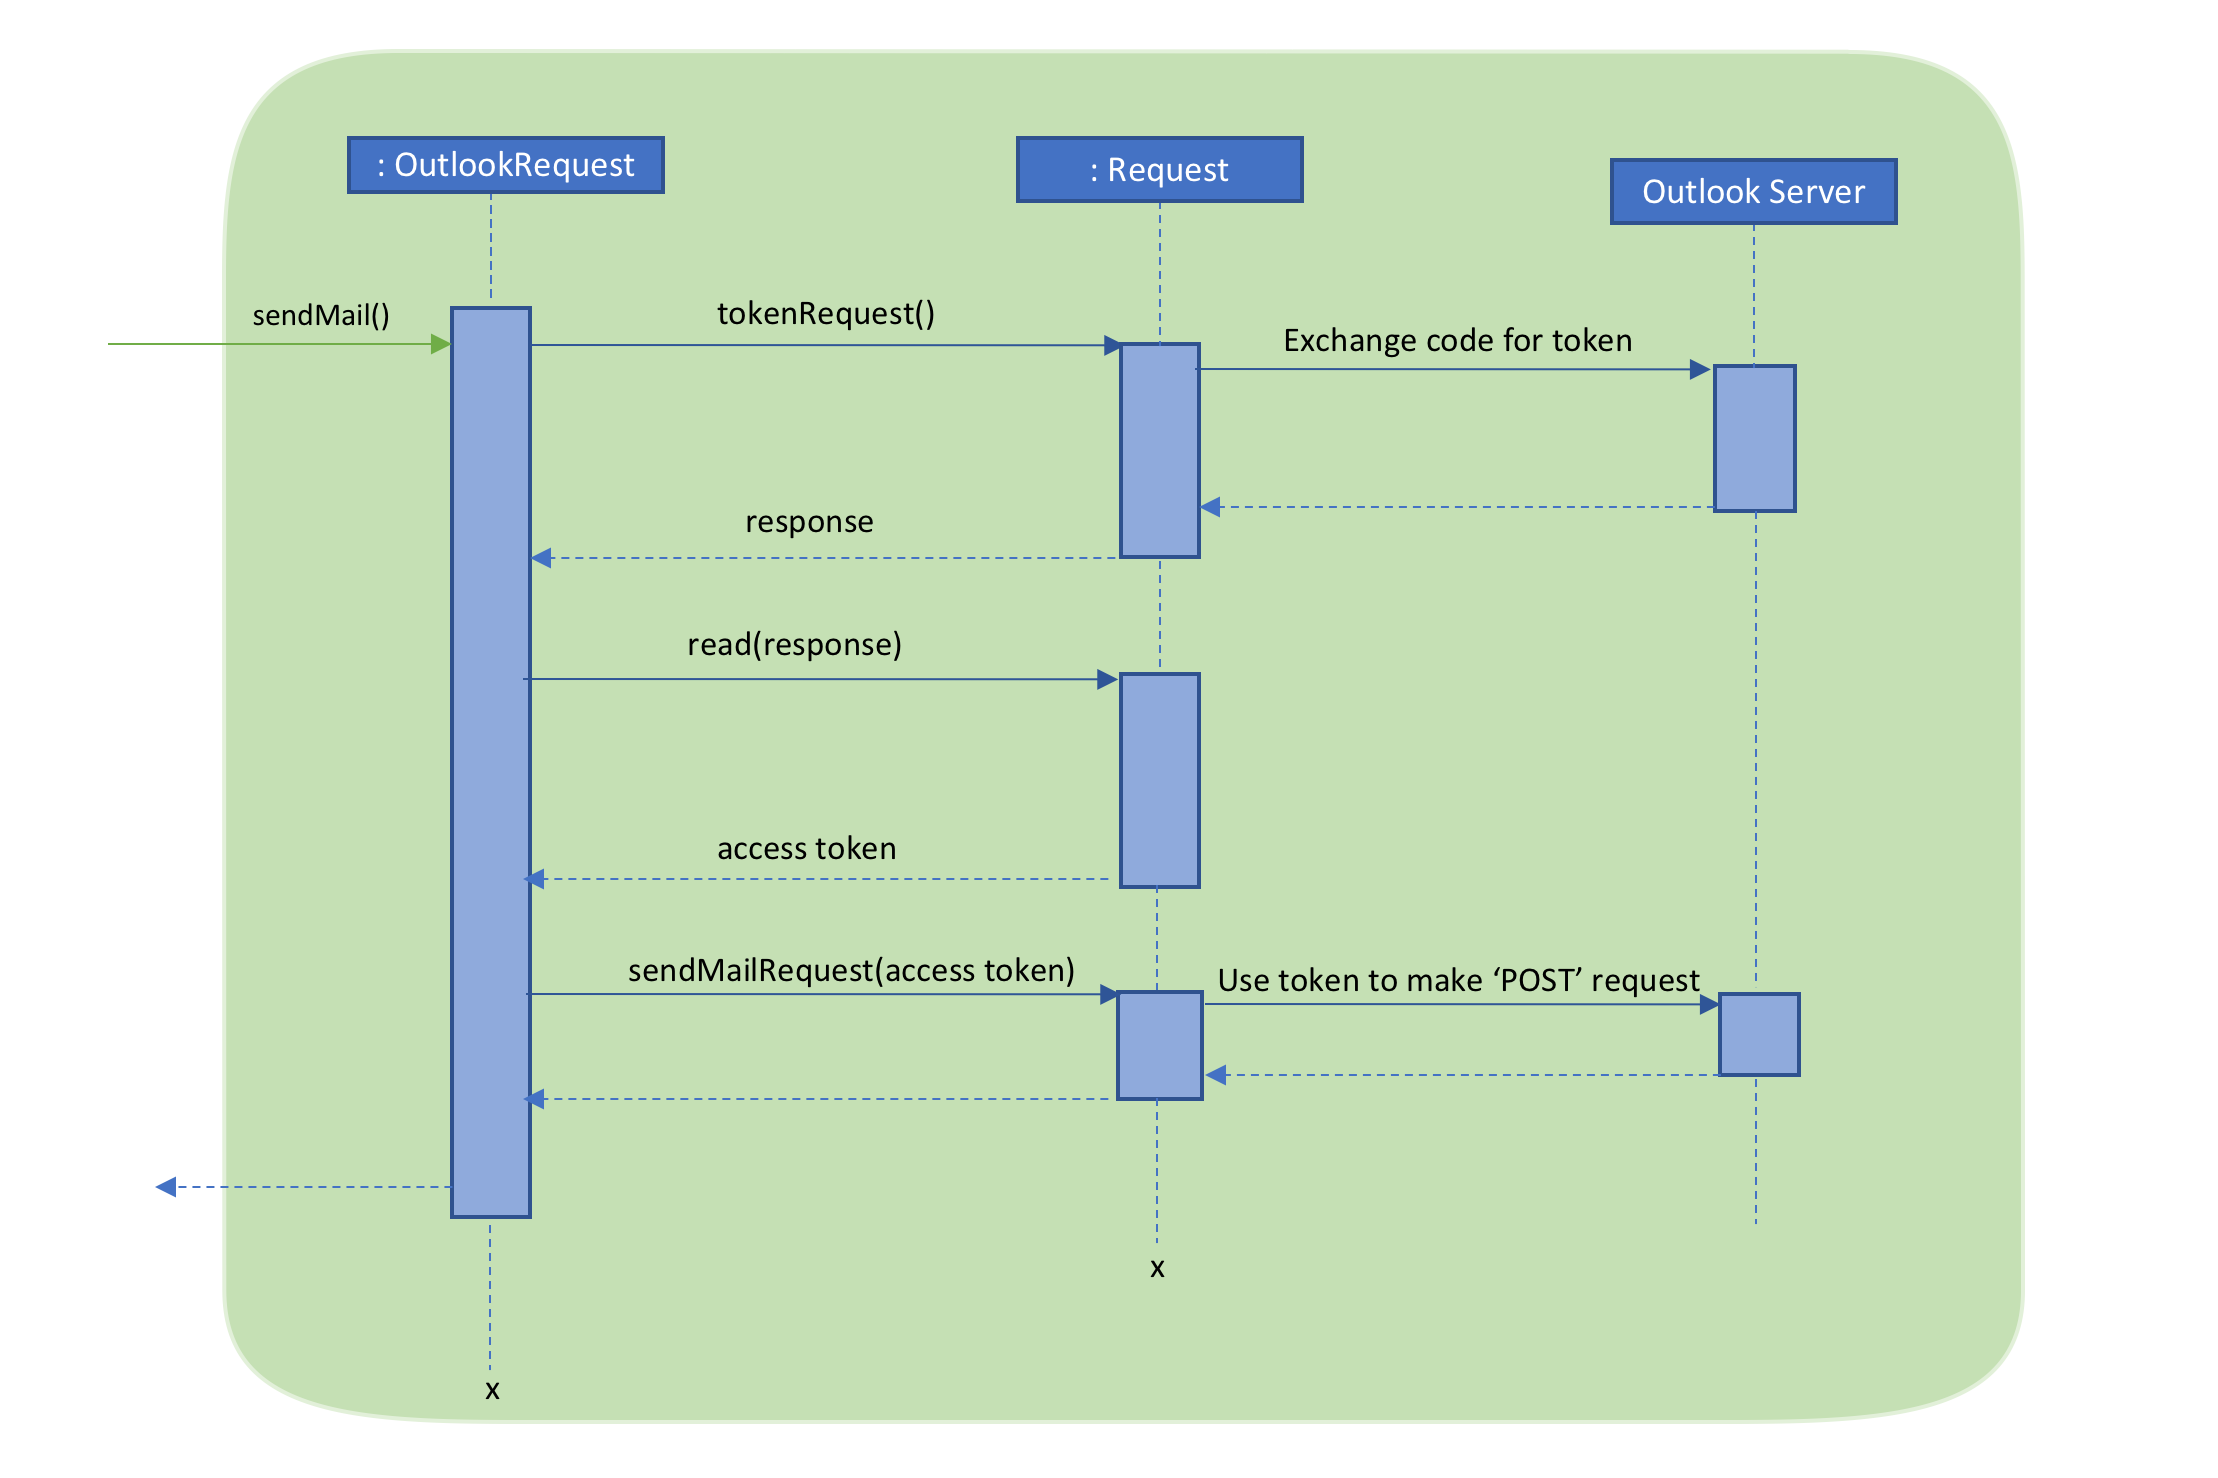 : OutlookRequest
: Request
Outlook Server
sendMail()
tokenRequest()
Exchange code for token
response
read(response)
access token
sendMailRequest(access token)
Use token to make ‘POST’ request
x
x